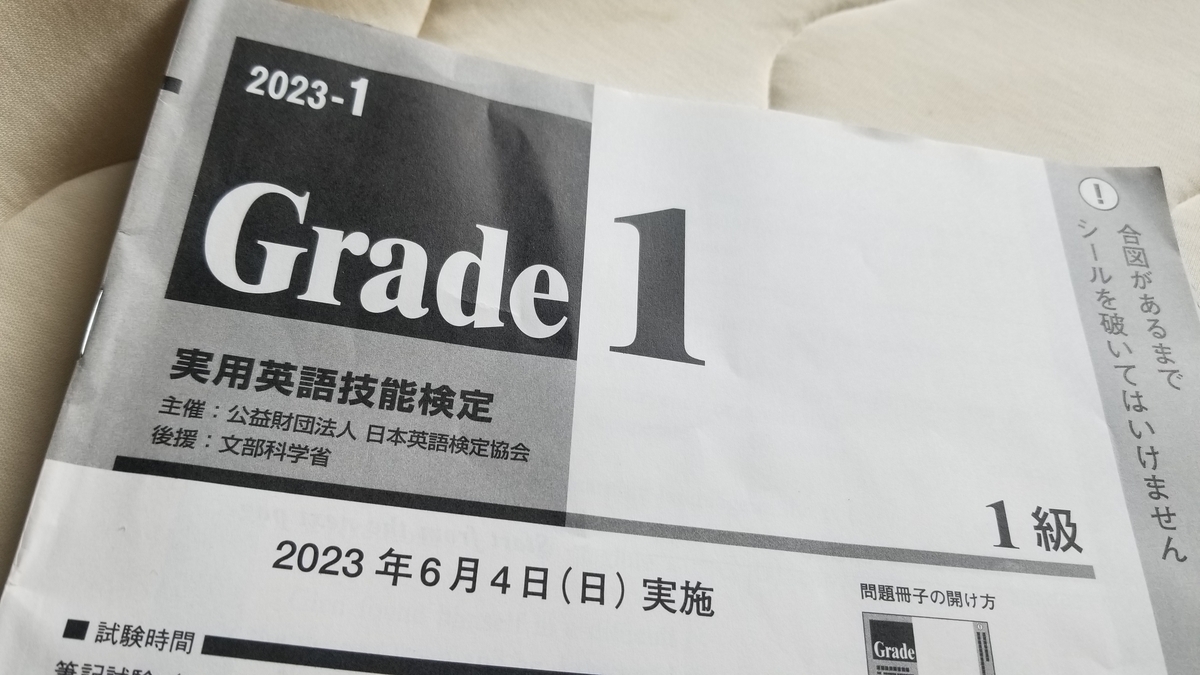 2023-1
Grade 1
実用英語技能検定
主催：公益財団法人 日本英語検定協会
後援：文部科学省
1級
!
合図があるまで
シールを破いてはいけません
2023年6月4日（日）実施
問題冊子の開け方
Grade
■試験時間
筆記試験